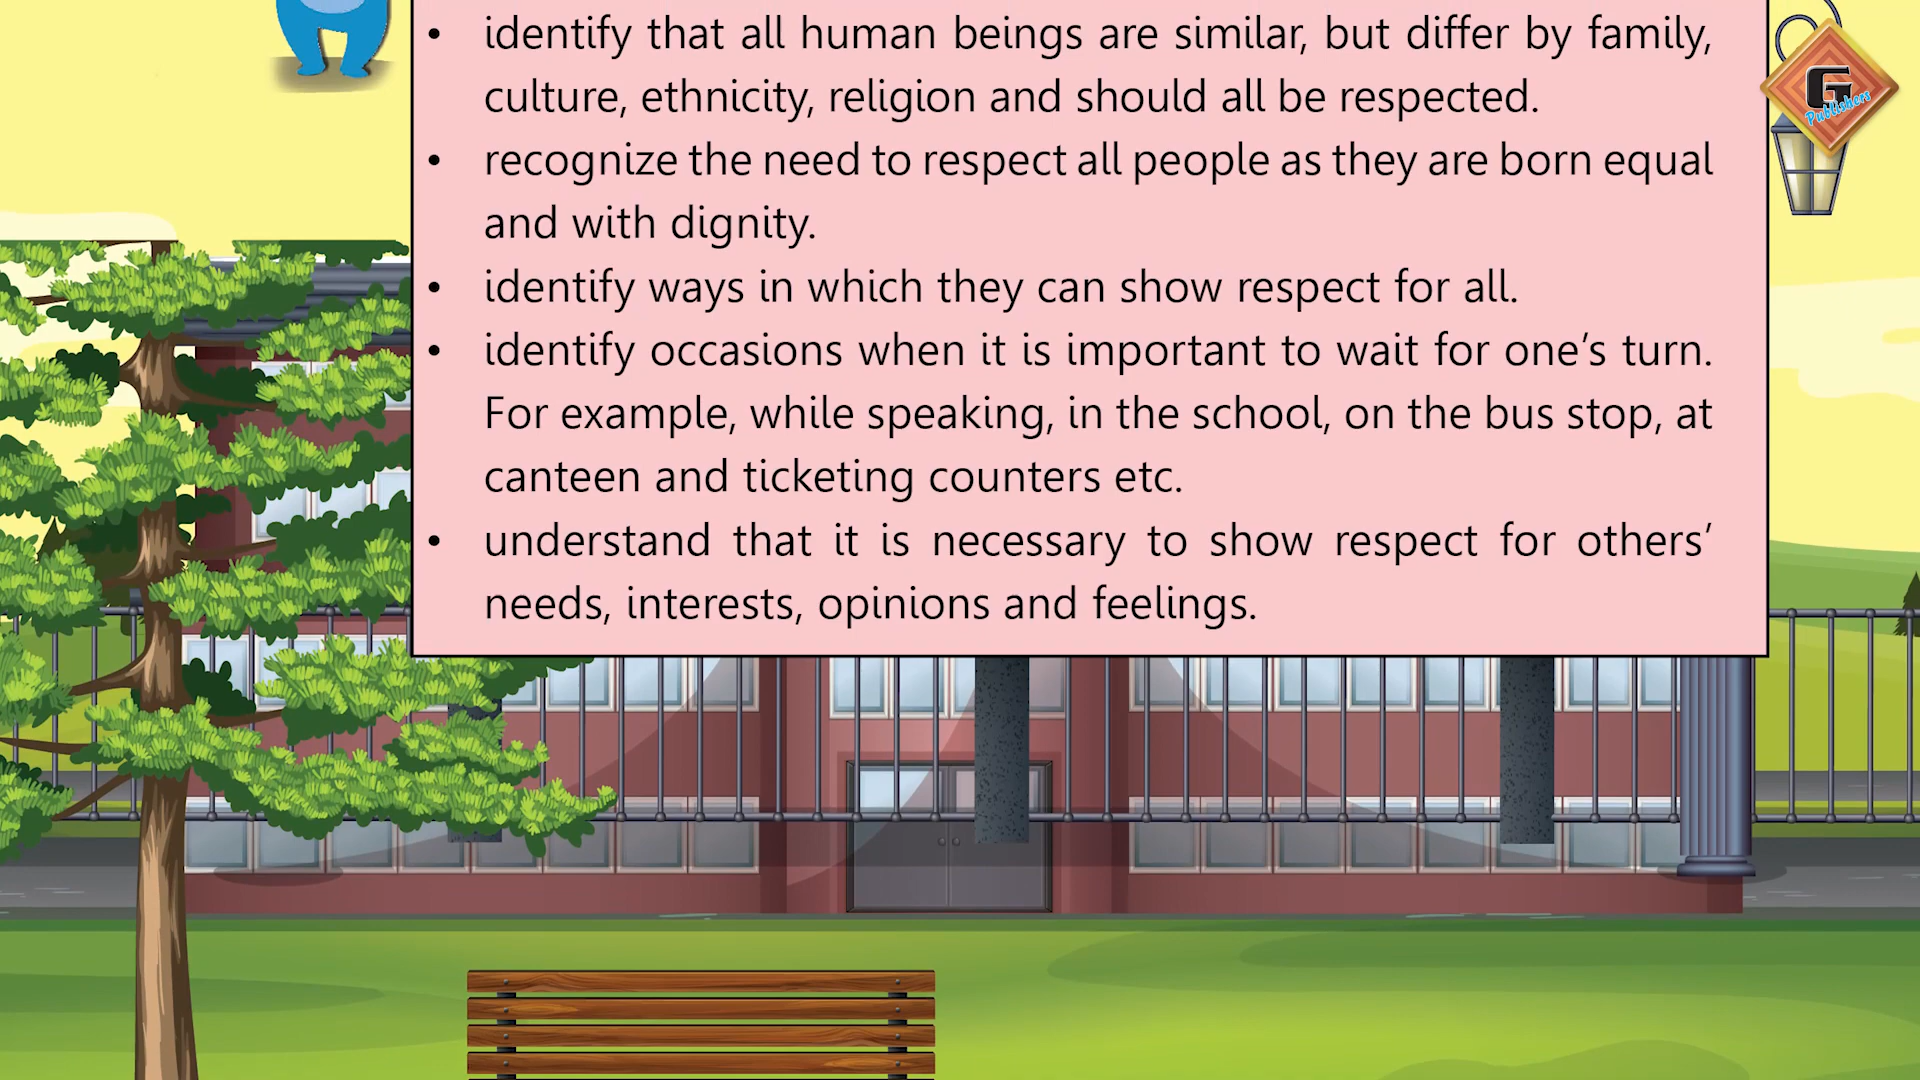 • identify that all human beings are similar, but differ by family,
culture, ethnicity, religion and should all be respected.
• recognize the need to respect all people as they are born equal
and with dignity.
• identify ways in which they can show respect for all.
• identify occasions when it is important to wait for one’s turn.
For example, while speaking, in the school, on the bus stop, at
canteen and ticketing counters etc.
• understand that it is necessary to show respect for others’
needs, interests, opinions and feelings.
G
Publishers